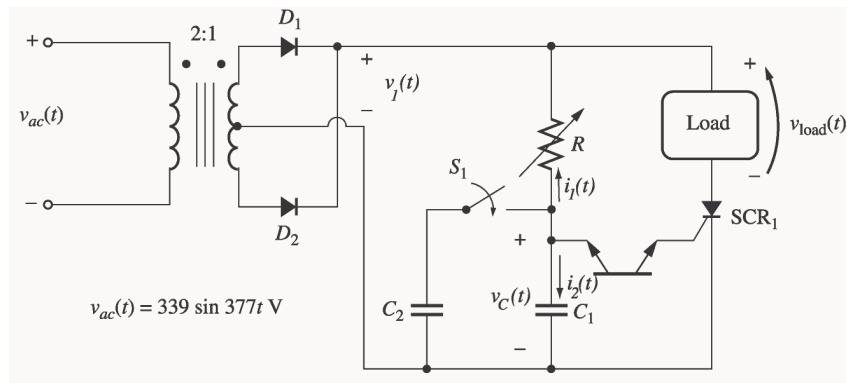 D1
2:1
+
+
v1(t)
−
+
vac(t)
Load
vload(t)
R
S1
i1(t)
−
−
SCR1
D2
+
i2(t)
vac(t) = 339 sin 377t V
C2
vC(t)
C1
−